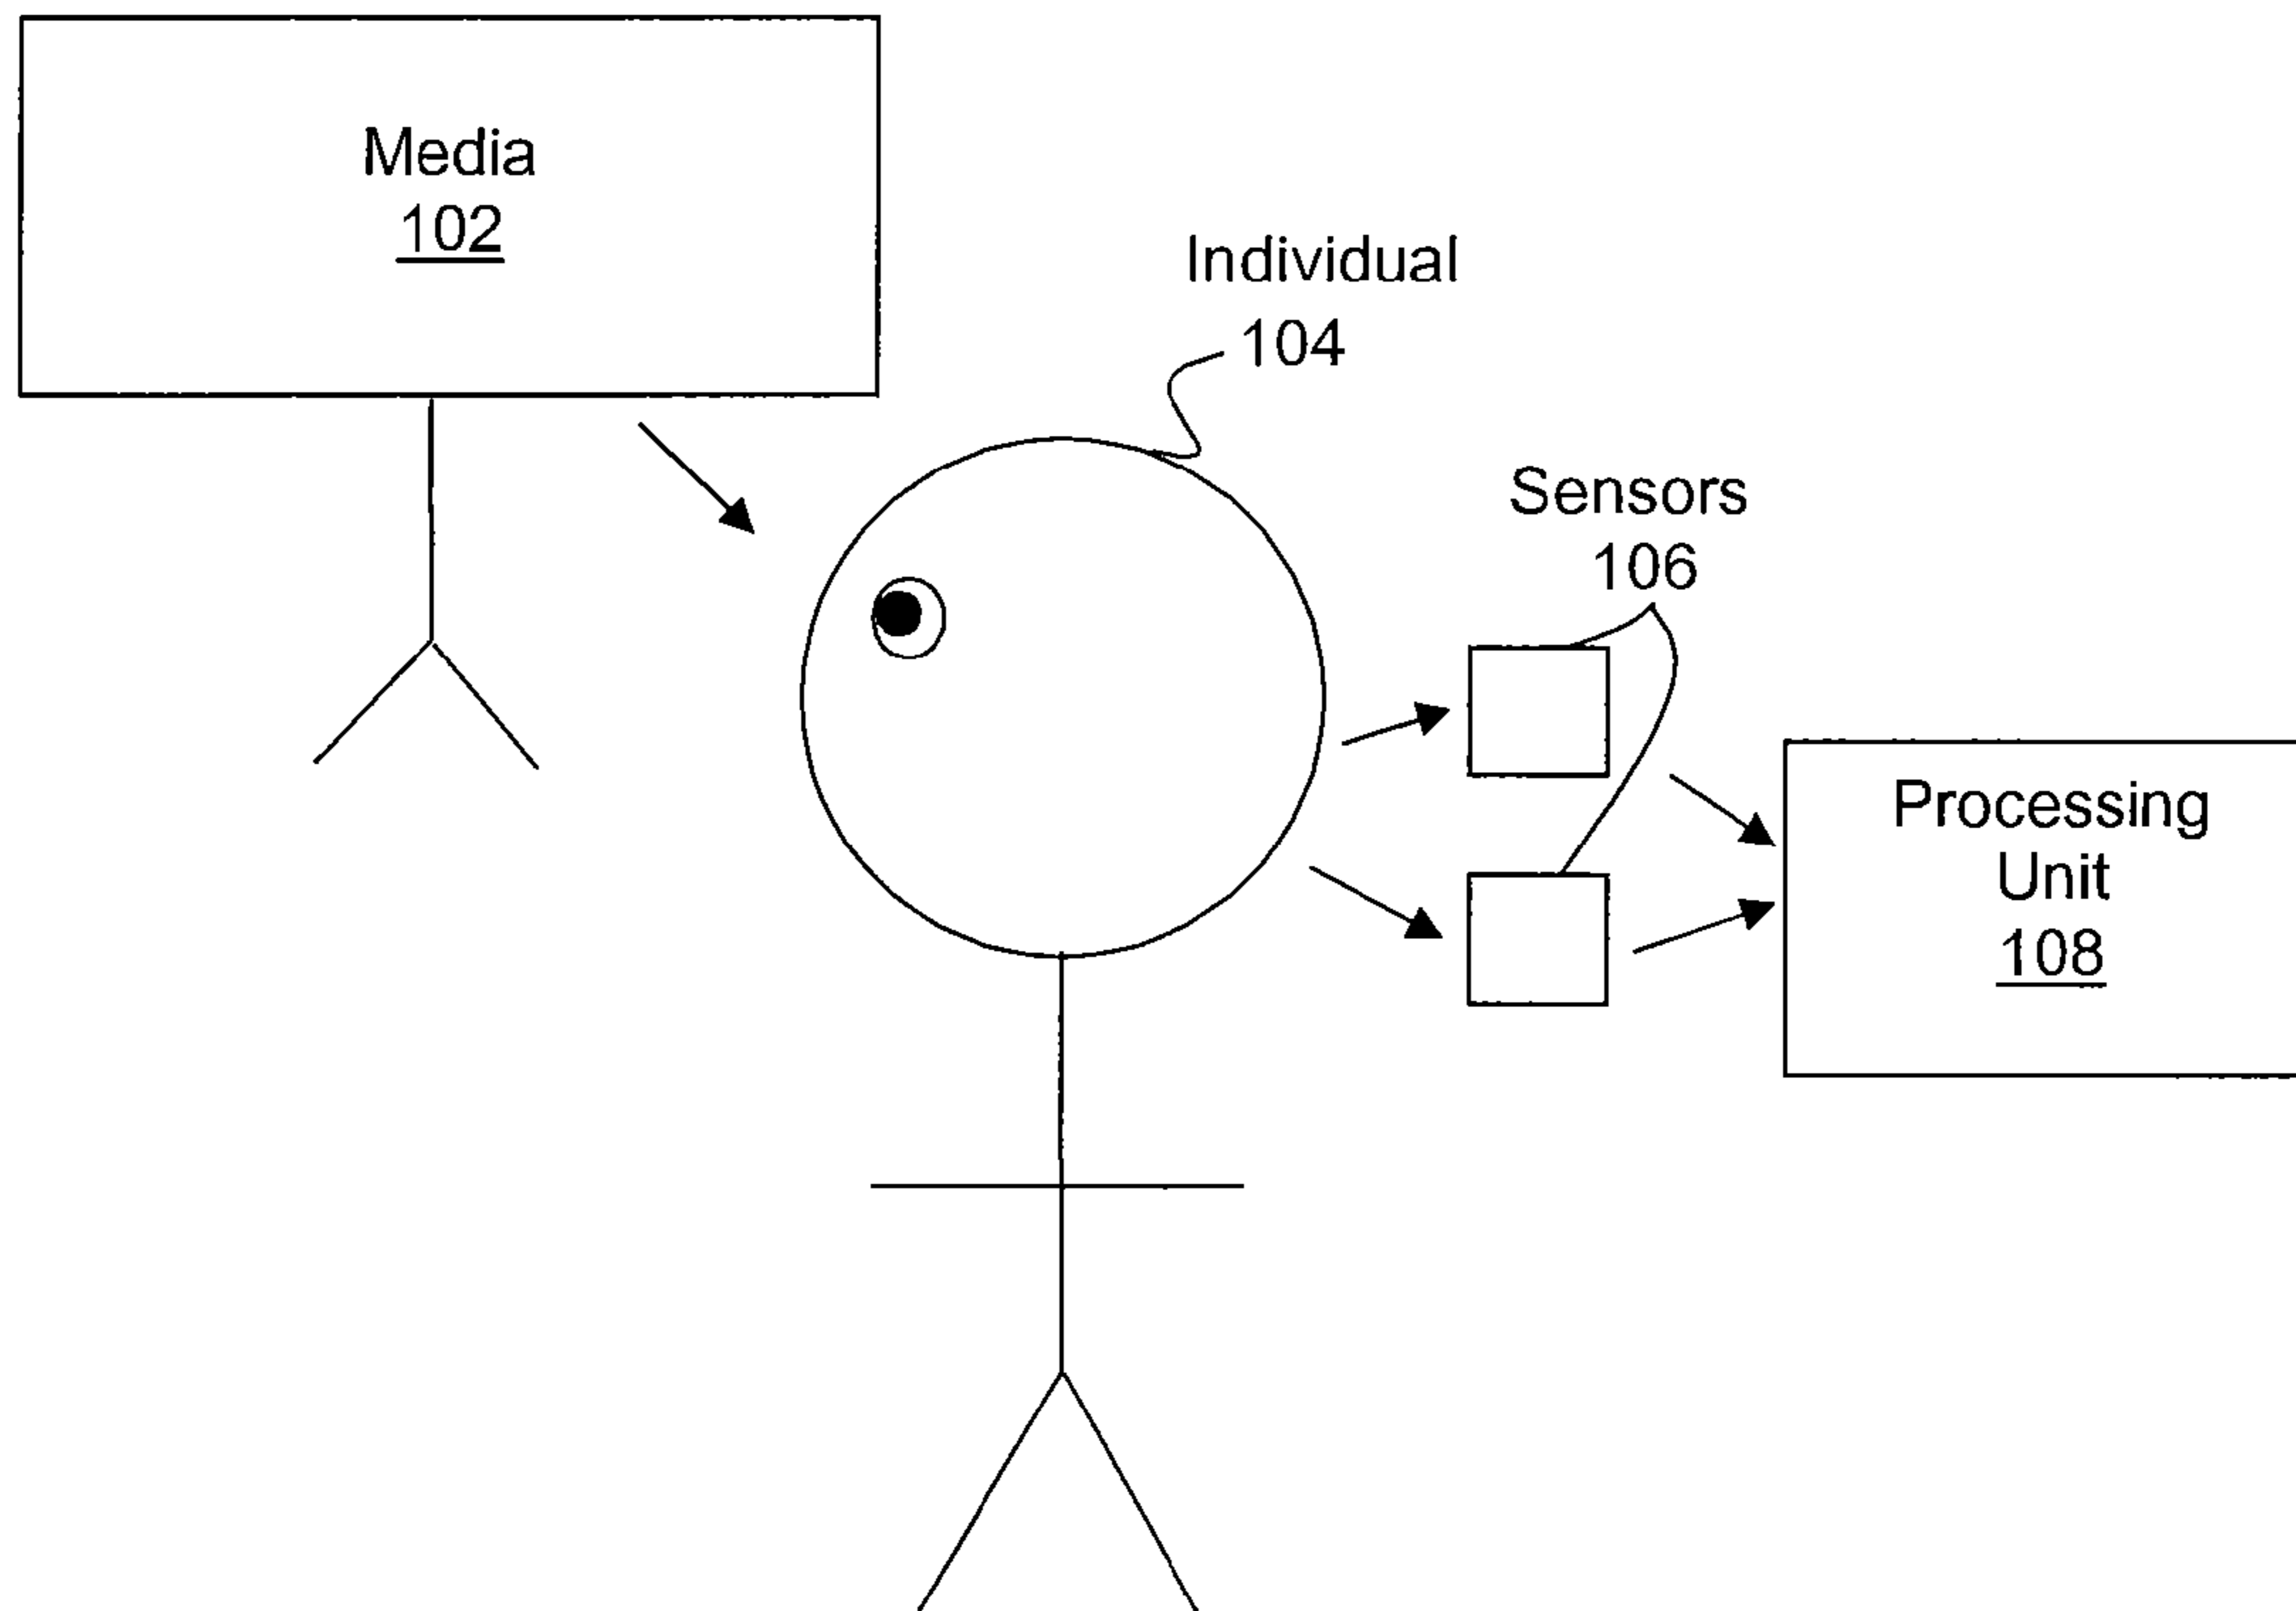 Media
102
Individual
104
Sensors
106
Processing
Unit
108